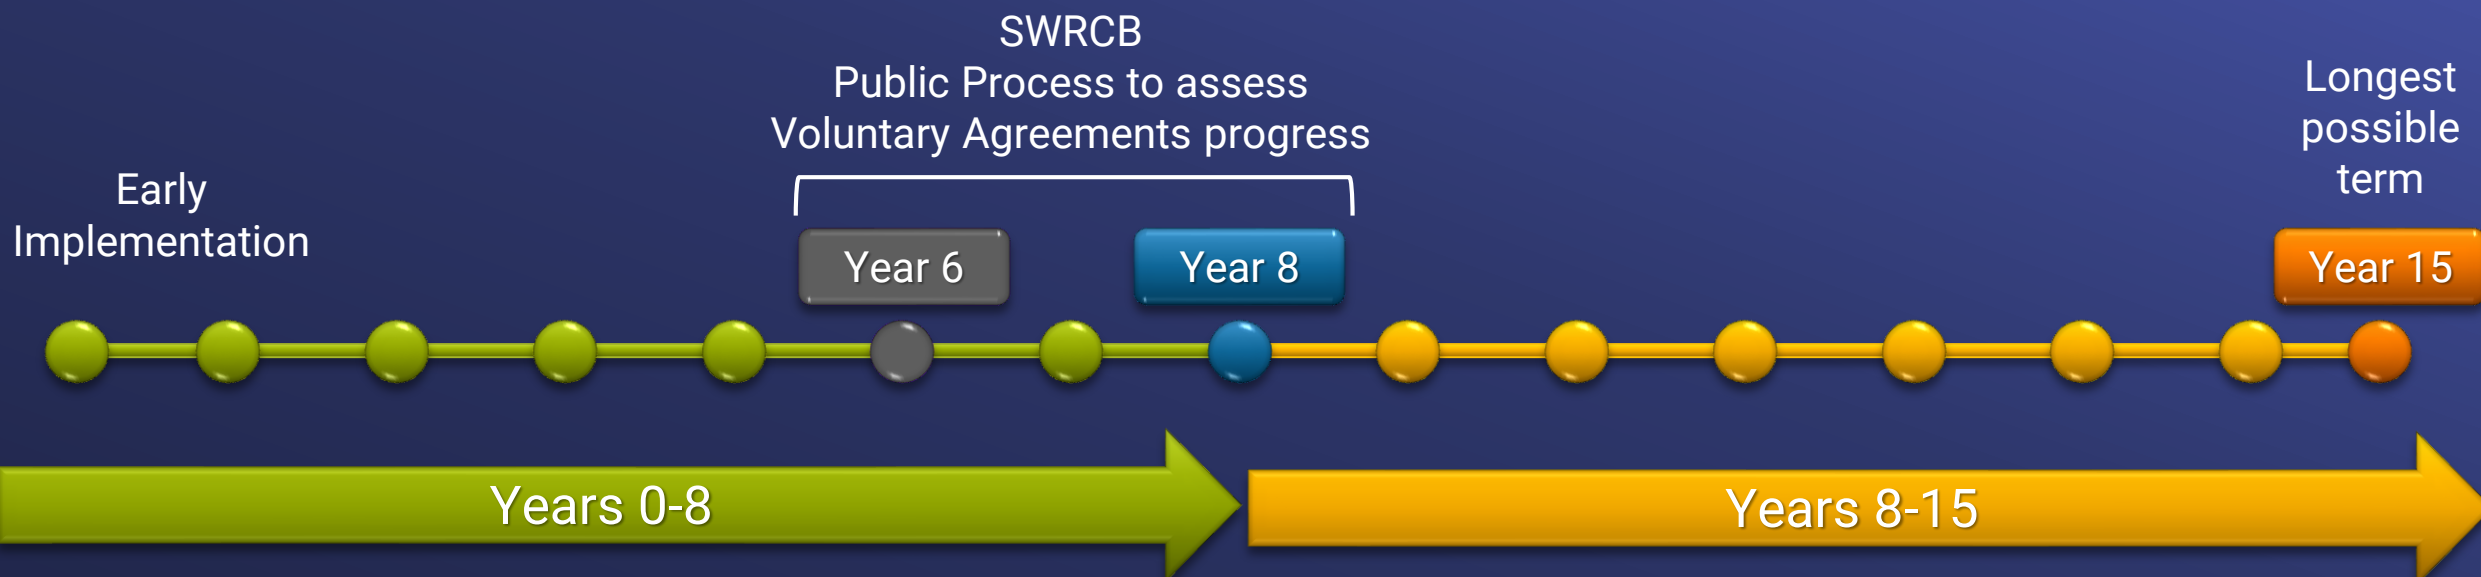 SWRCB
Public Process to assess
Voluntary Agreements progress
Longest
possible
term
Early
Implementation
Year 6
Year 8
Year 15
Years 0-8
Years 8-15